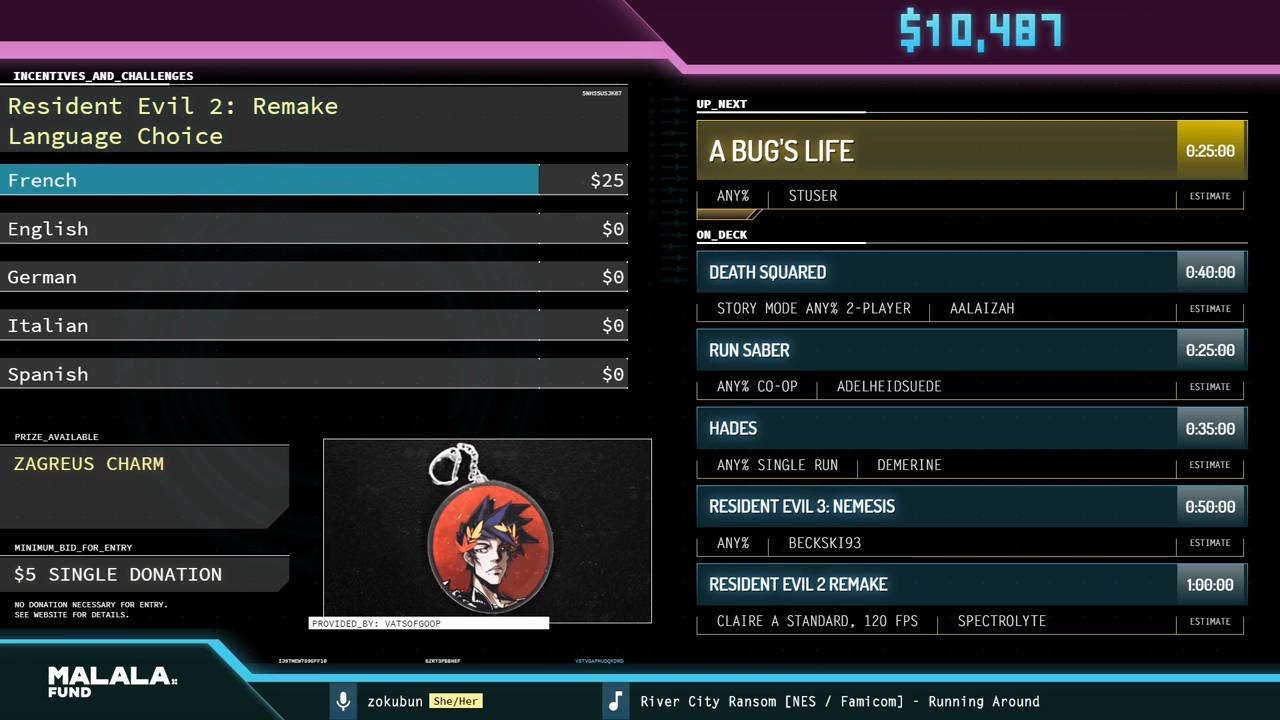 $10,487
INCENTIVES_AND_CHALLENGES
Resident Evil 2: Remake
Language Choice
French $25
English $0
German $0
Italian $0
Spanish $0
PRIZE_AVAILABLE
ZAGREUS CHARM
MINIMUM_BID_FOR_ENTRY
$5 SINGLE DONATION
NO DONATION NECESSARY FOR ENTRY.
SEE WEBSITE FOR DETAILS.
PROVIDED_BY: VATSOFGOOP
UP_NEXT
A BUG'S LIFE 0:25:00
ANY% STUSER ESTIMATE
ON_DECK
DEATH SQUARED 0:40:00
STORY MODE ANY% 2-PLAYER AALAIZAH ESTIMATE
RUN SABER 0:25:00
ANY% CO-OP ADELHEIDSUEDE ESTIMATE
HADES 0:35:00
ANY% SINGLE RUN DEMERINE ESTIMATE
RESIDENT EVIL 3: NEMESIS 0:50:00
ANY% BECKSKI93 ESTIMATE
RESIDENT EVIL 2 REMAKE 1:00:00
CLAIRE A STANDARD, 120 FPS SPECTROLYTE ESTIMATE
MALALA
FUND
zokubun She/Her
River City Ransom [NES / Famicom] - Running Around